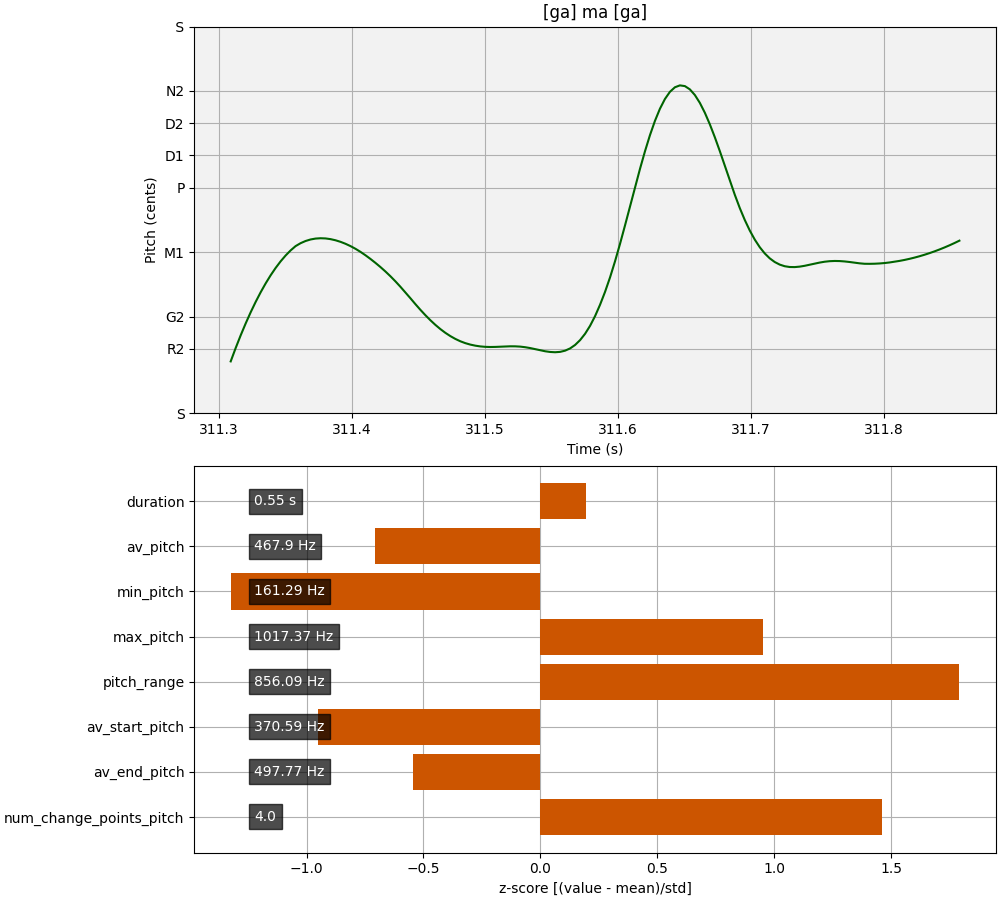 [ga] ma [ga]
S
N2
D2
D1
P
M1
G2
R2
S
Pitch (cents)
311.3 311.4 311.5 311.6 311.7 311.8
Time (s)
duration 0.55 s
av_pitch 467.9 Hz
min_pitch 161.29 Hz
max_pitch 1017.37 Hz
pitch_range 856.09 Hz
av_start_pitch 370.59 Hz
av_end_pitch 497.77 Hz
num_change_points_pitch 4.0
−1.0 −0.5 0.0 0.5 1.0 1.5
z-score [(value - mean)/std]